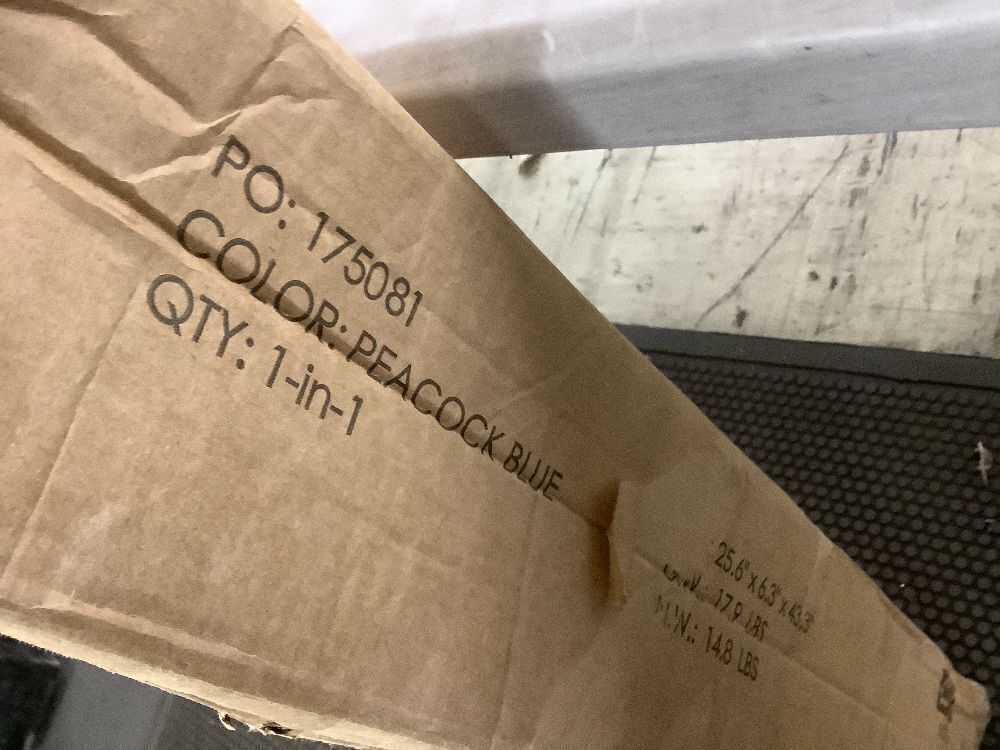 PO: 175081
COLOR: PEACOCK BLUE
QTY: 1-in-1
25.6" x 6.3" x 43.3"
17.9 LBS
N.W.: 14.8 LBS